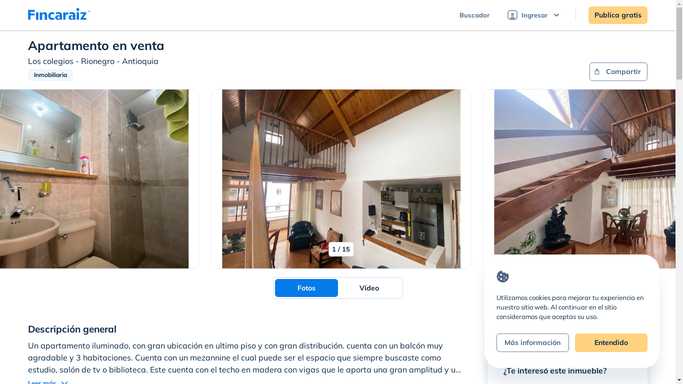 Fincaraiz
Buscador
Ingresar
Publica gratis
Apartamento en venta
Los colegios - Rionegro - Antioquia
Inmobiliaria
Compartir
1 / 15
Fotos
Video
Descripción general
Un apartamento iluminado, con gran ubicación en ultimo piso y con gran distribución. cuenta con un balcón muy
agradable y 3 habitaciones. Cuenta con un mezannine el cual puede ser el espacio que siempre buscaste como
estudio, salón de tv o biblioteca. Este cuenta con el techo en madera con vigas que le aporta una gran amplitud y u...
Leer más
Utilizamos cookies para mejorar tu experiencia en
nuestro sitio web. Al continuar en el sitio
consideramos que aceptas su uso.
Más información
Entendido
¿Te interesó este inmueble?